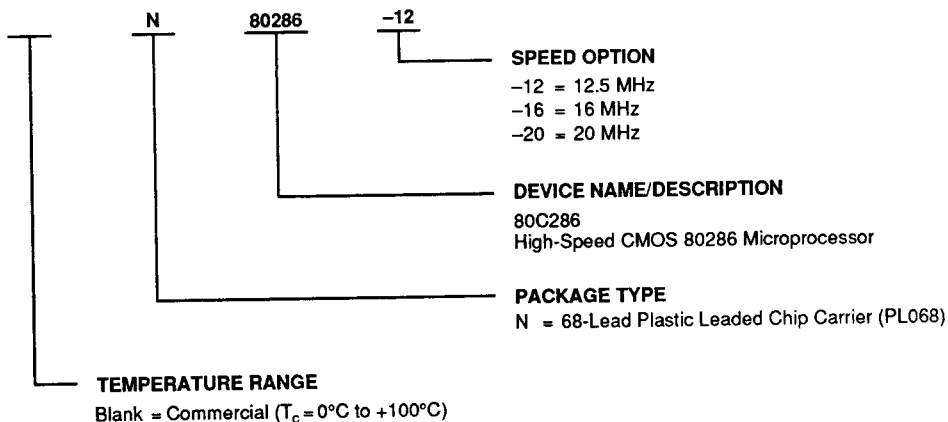 N 80286 –12
SPEED OPTION
–12 = 12.5 MHz
–16 = 16 MHz
–20 = 20 MHz
DEVICE NAME/DESCRIPTION
80C286
High-Speed CMOS 80286 Microprocessor
PACKAGE TYPE
N = 68-Lead Plastic Leaded Chip Carrier (PL068)
TEMPERATURE RANGE
Blank = Commercial (Tc = 0°C to +100°C)